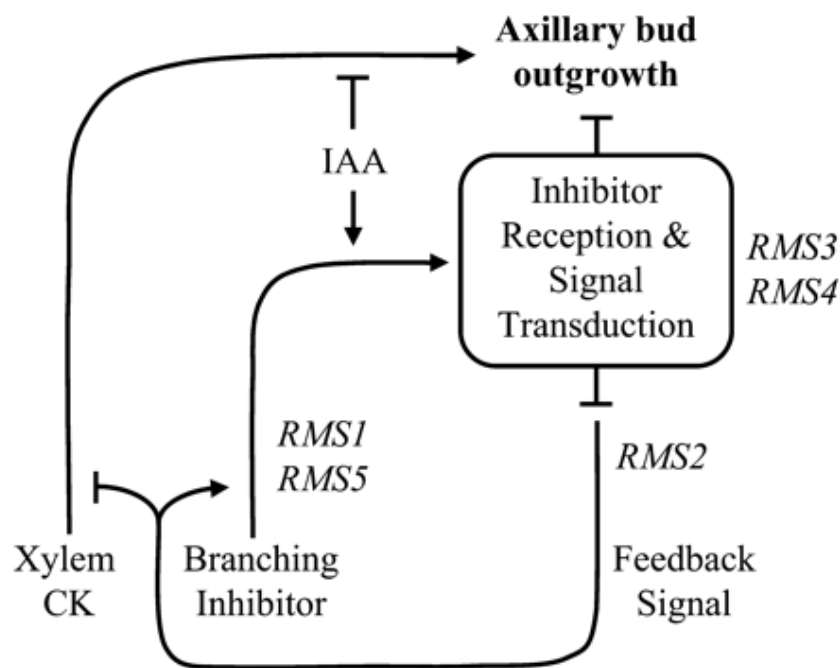 Axillary bud
outgrowth
IAA
Inhibitor
Reception &
Signal
Transduction
RMS3
RMS4
RMS1
RMS5
RMS2
Xylem
CK
Branching
Inhibitor
Feedback
Signal